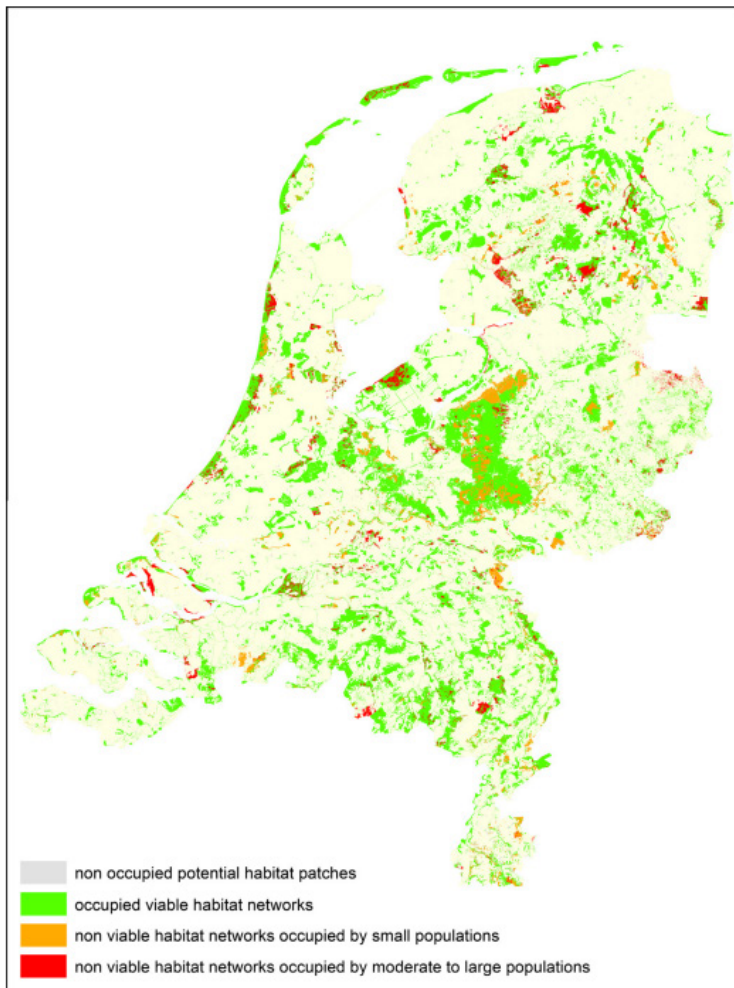 non occupied potential habitat patches
occupied viable habitat networks
non viable habitat networks occupied by small populations
non viable habitat networks occupied by moderate to large populations